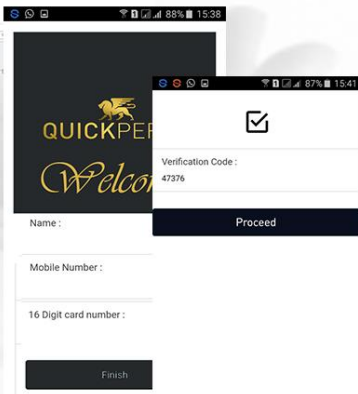 88% 15:38
QUICKPER
Welco
Name :
Mobile Number :
16 Digit card number :
Finish
87% 15:41
Verification Code :
47376
Proceed